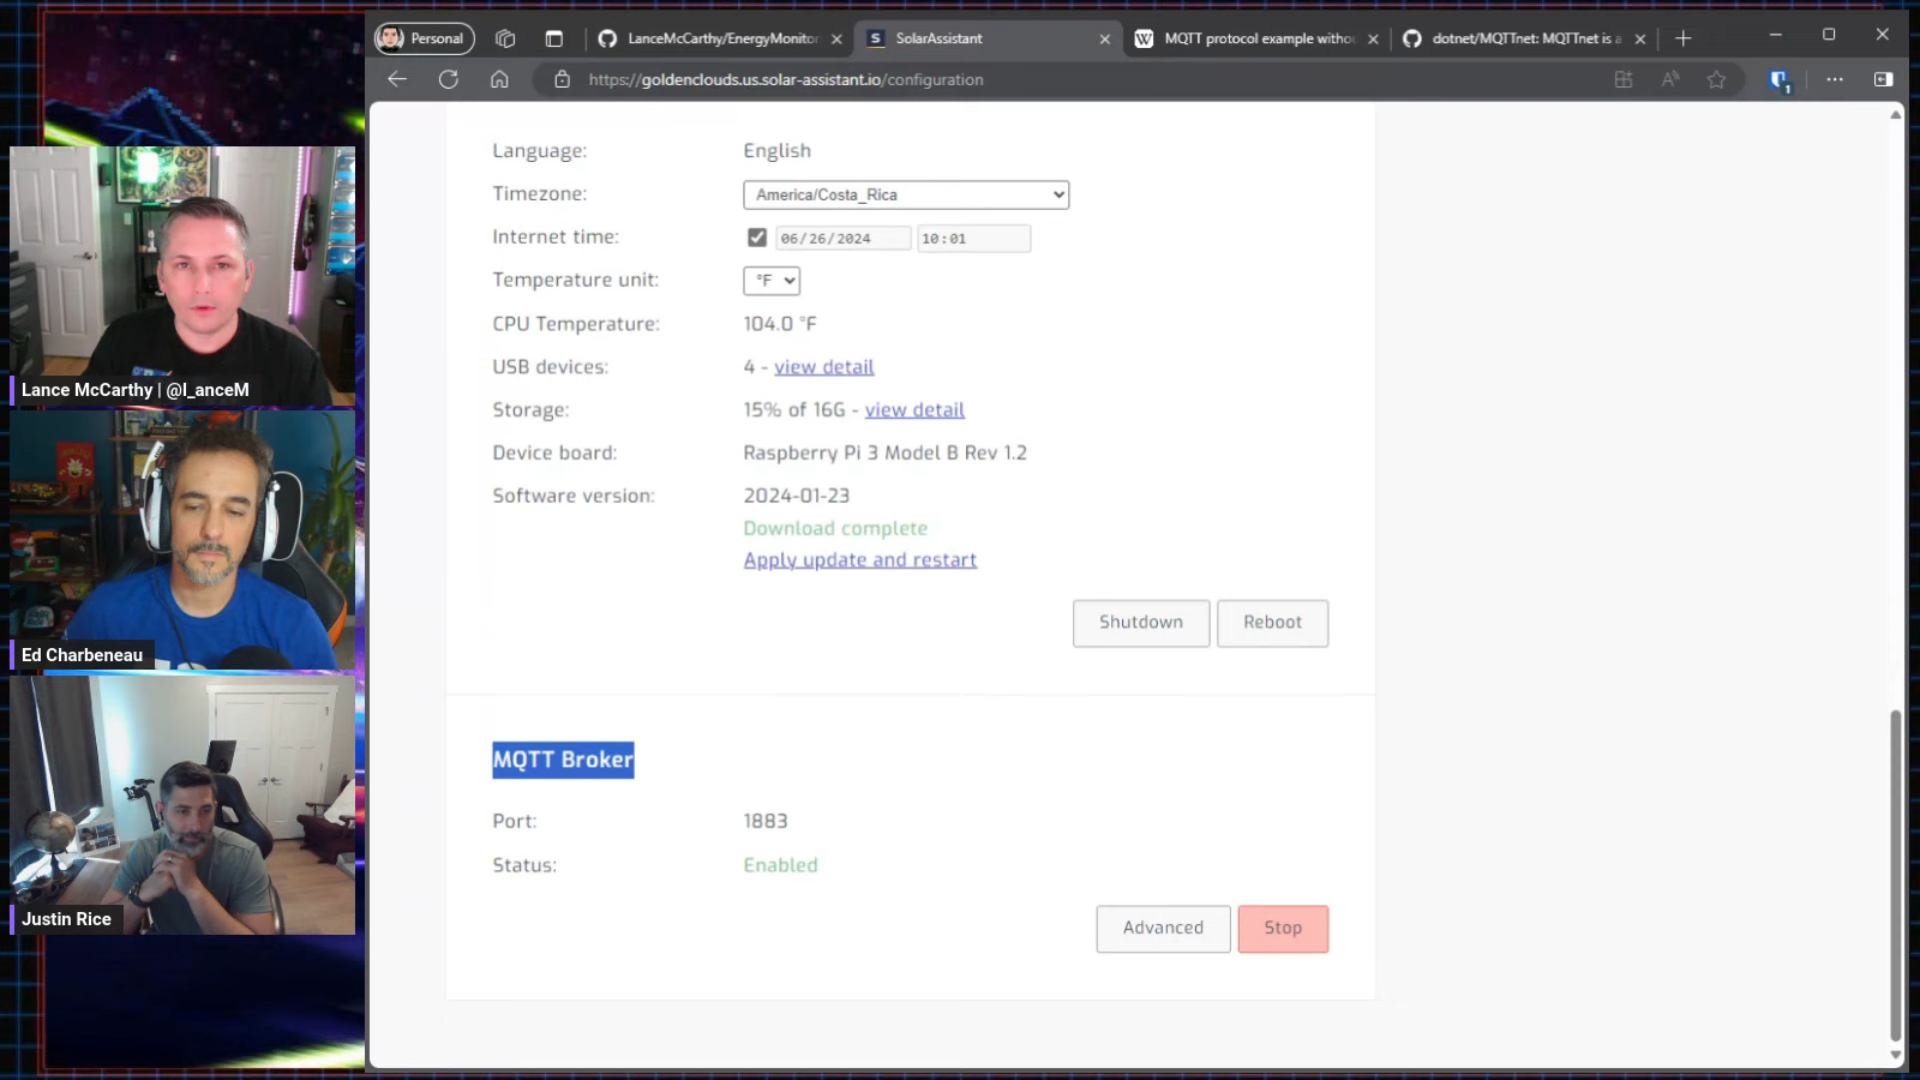 Personal
LanceMcCarthy/EnergyMonitor
SolarAssistant
MQTT protocol example witho
dotnet/MQTTnet: MQTTnet is a
https://goldenclouds.us.solar-assistant.io/configuration
1
Language: English
Timezone: America/Costa_Rica
Internet time: 06/26/2024 10:01
Temperature unit: °F
CPU Temperature: 104.0 °F
USB devices: 4 - view detail
Storage: 15% of 16G - view detail
Device board: Raspberry Pi 3 Model B Rev 1.2
Software version: 2024-01-23
Download complete
Apply update and restart
Shutdown Reboot
MQTT Broker
Port: 1883
Status: Enabled
Advanced Stop
Lance McCarthy | @l_anceM
Ed Charbeneau
Justin Rice